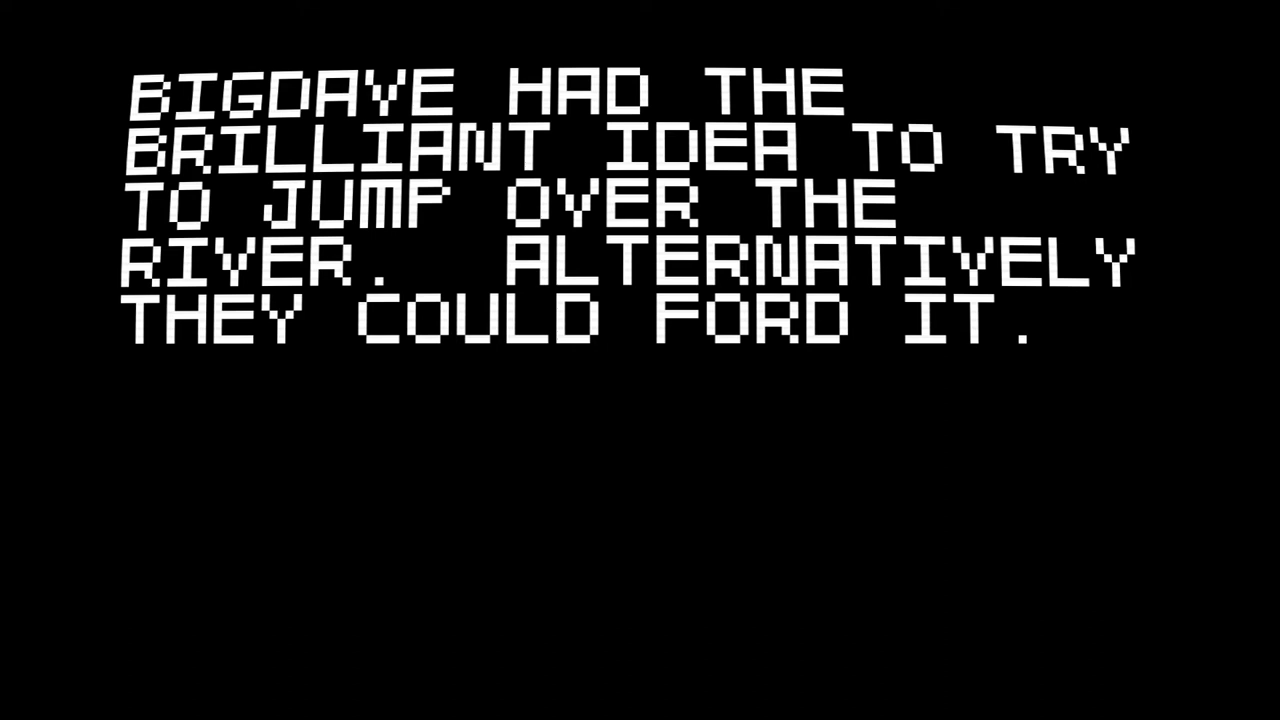 BIGDAVE HAD THE
BRILLIANT IDEA TO TRY
TO JUMP OVER THE
RIVER.  ALTERNATIVELY
THEY COULD FORD IT.